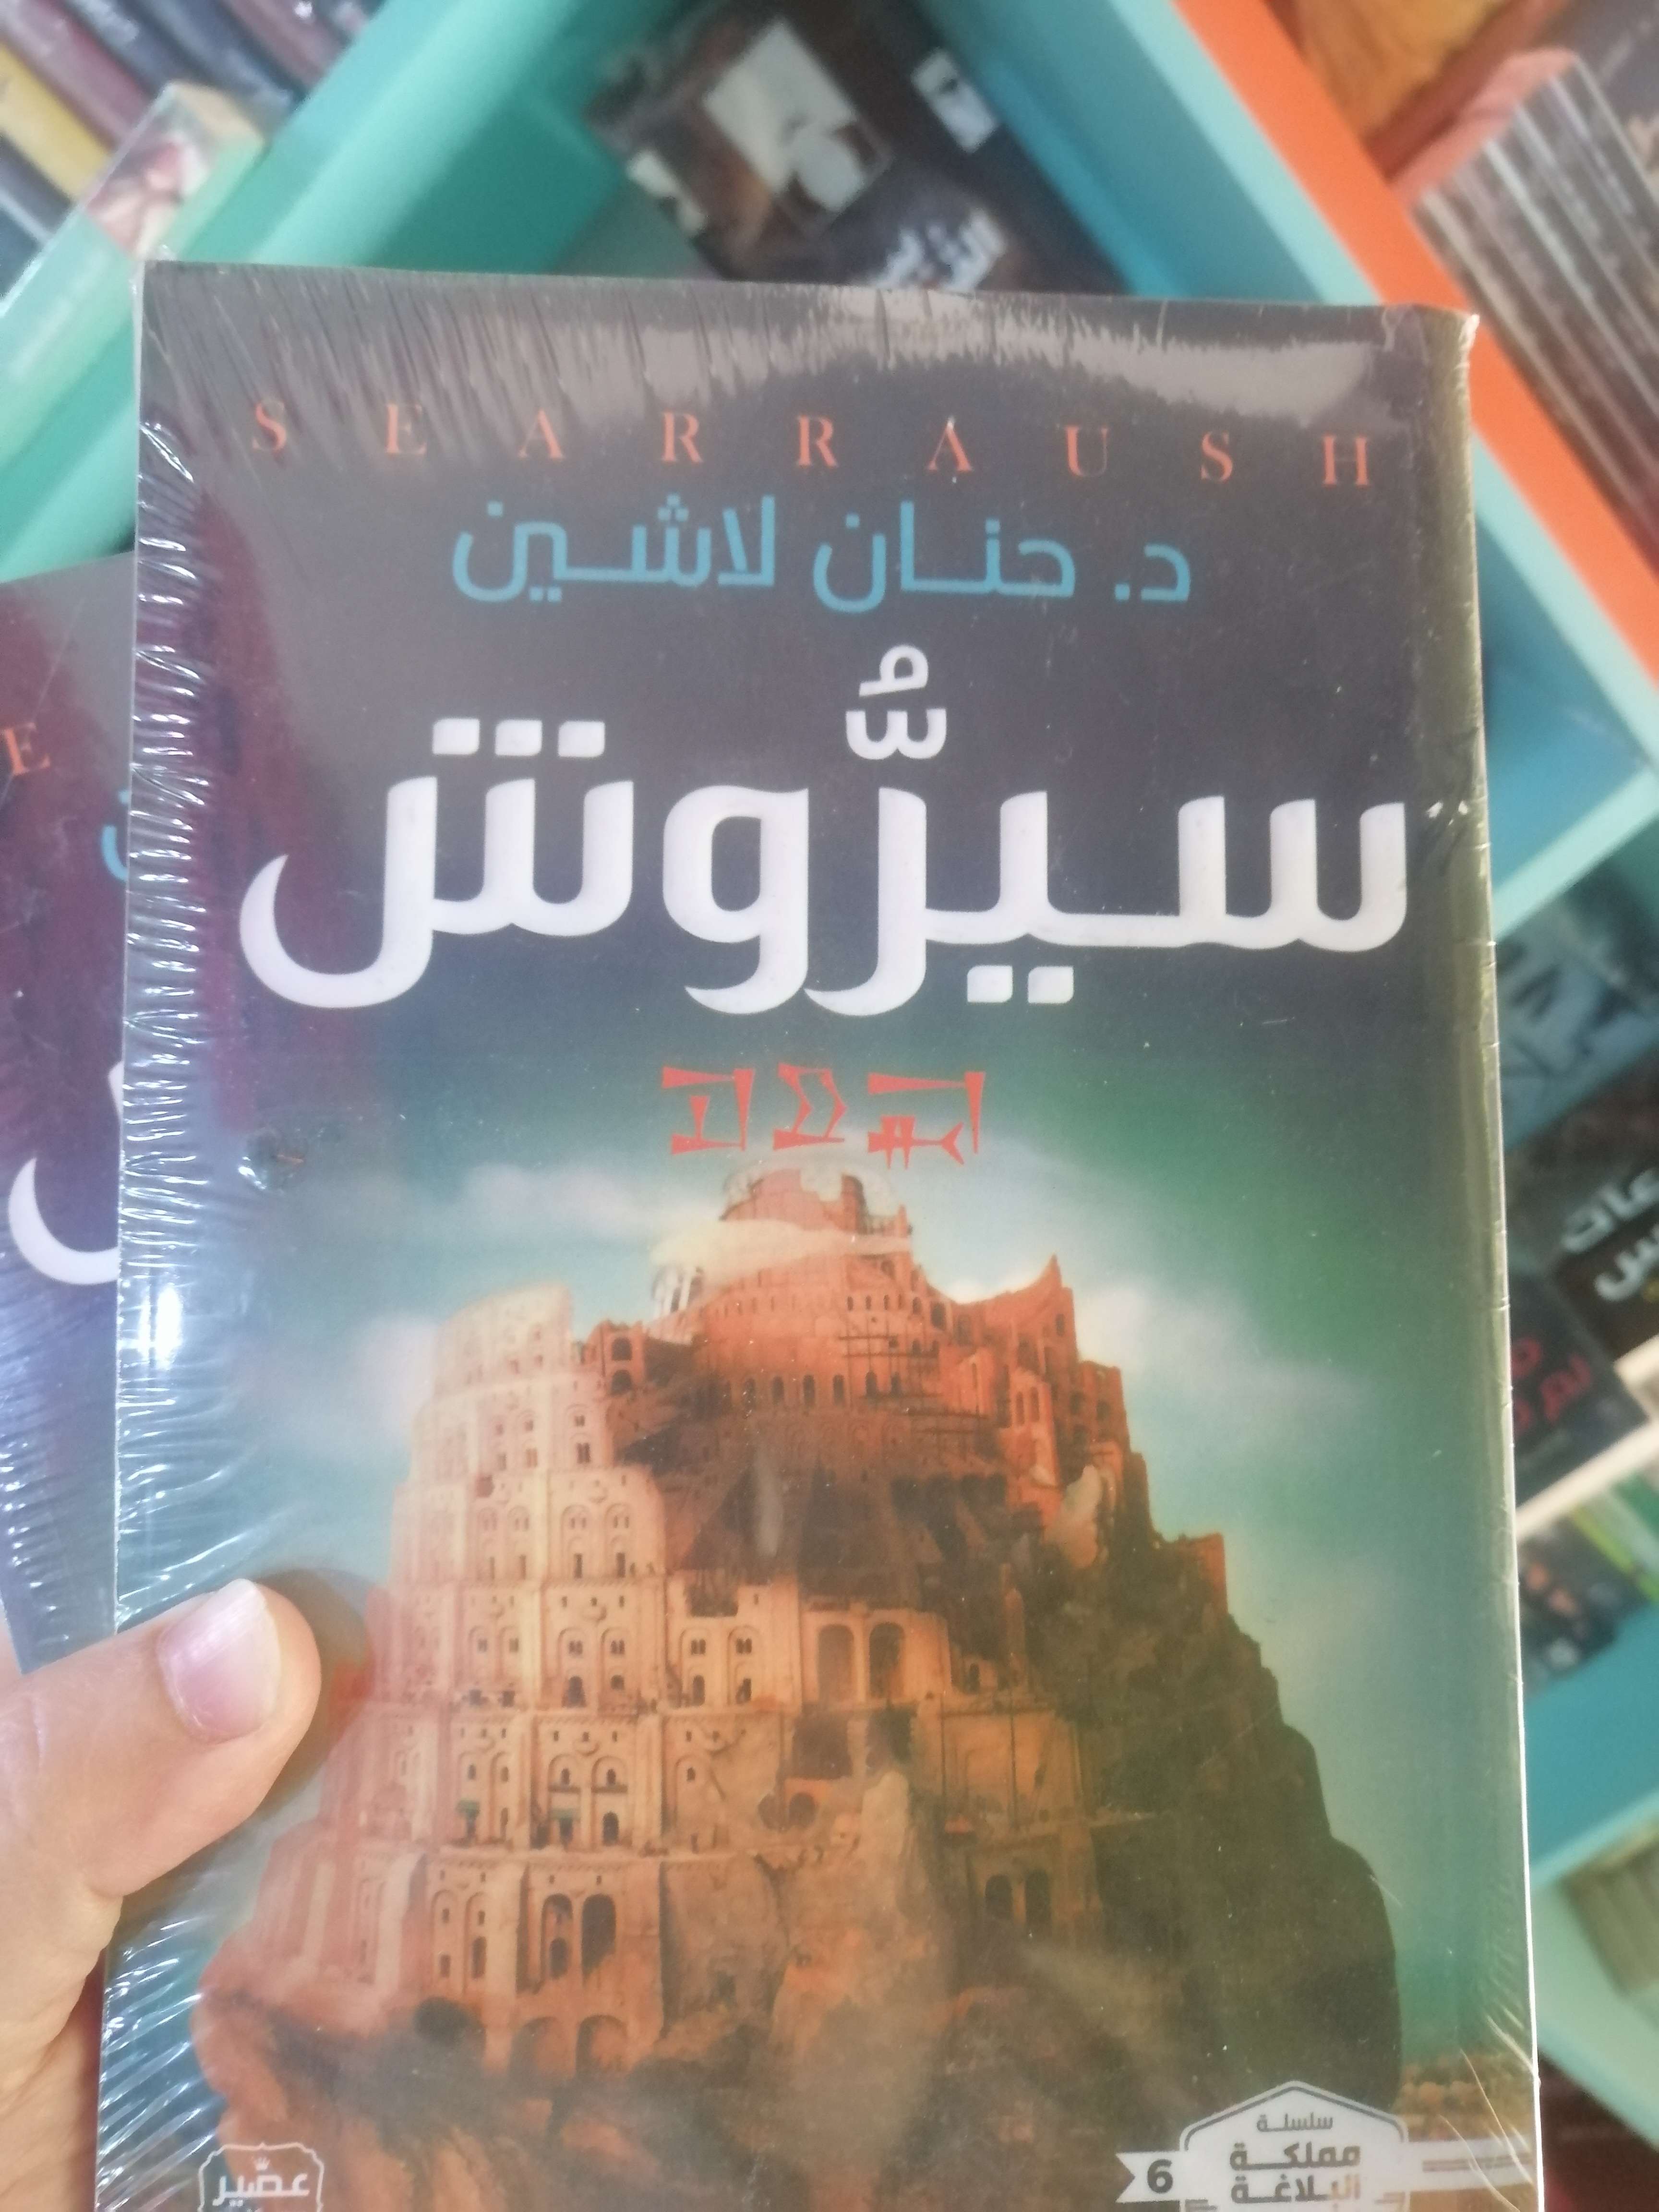 SEARRAUSH
د. حنان لاشين
سيرُّوش
سلسلة
مملكة
البلاغة
6
عصير